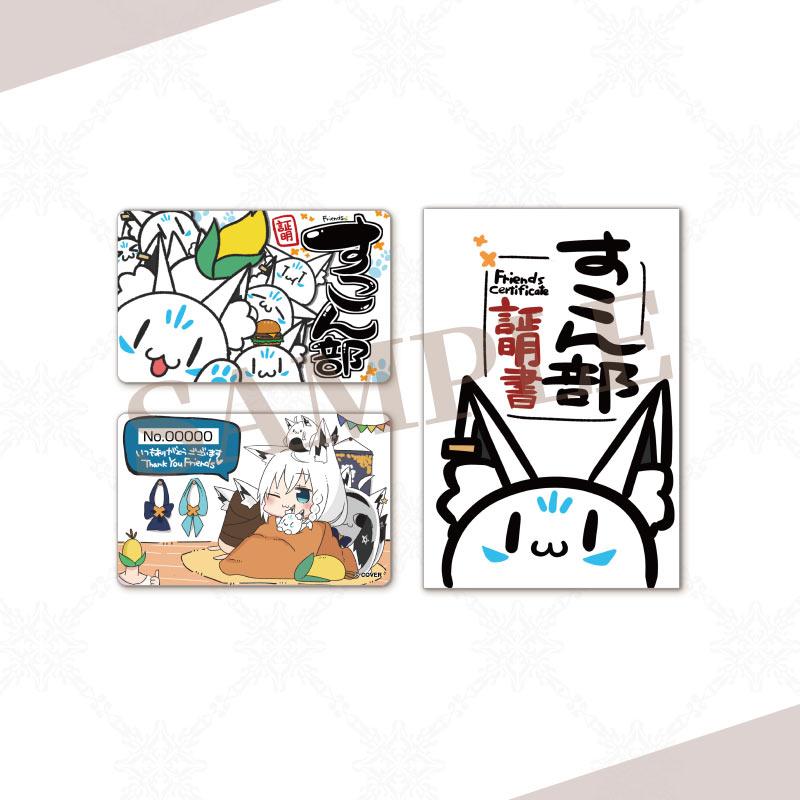 Friends
証明
すこん部
No.00000
いつもありがとうございます
Thank You Friends
© COVER
すこん部
Friends
certificate
証明書
SAMPLE